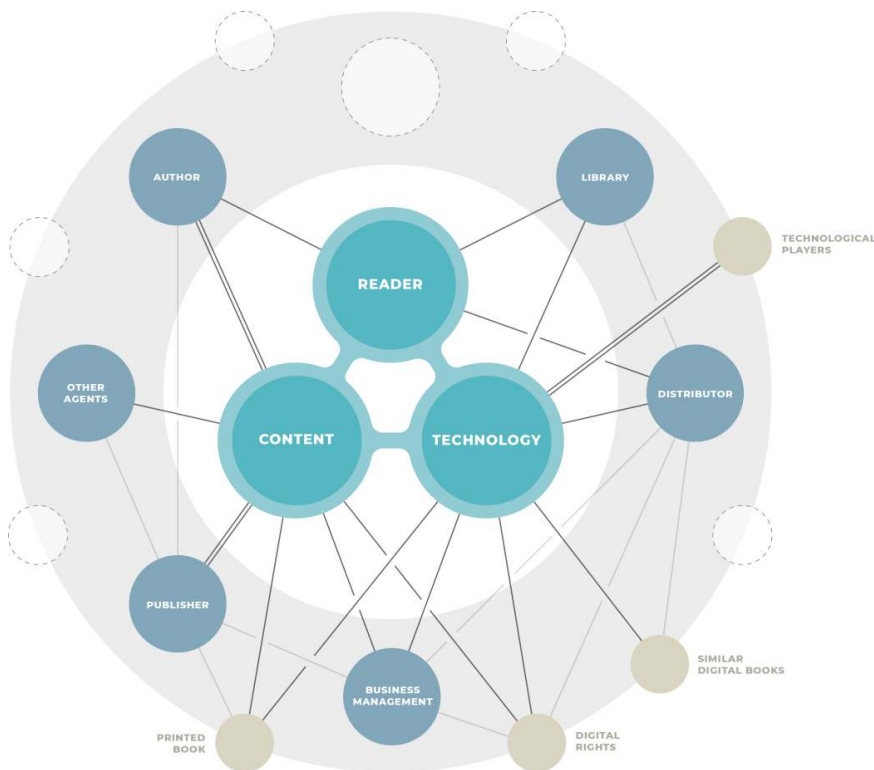 AUTHOR
LIBRARY
TECHNOLOGICAL
PLAYERS
READER
OTHER
AGENTS
DISTRIBUTOR
CONTENT
TECHNOLOGY
PUBLISHER
SIMILAR
DIGITAL BOOKS
BUSINESS
MANAGEMENT
PRINTED
BOOK
DIGITAL
RIGHTS